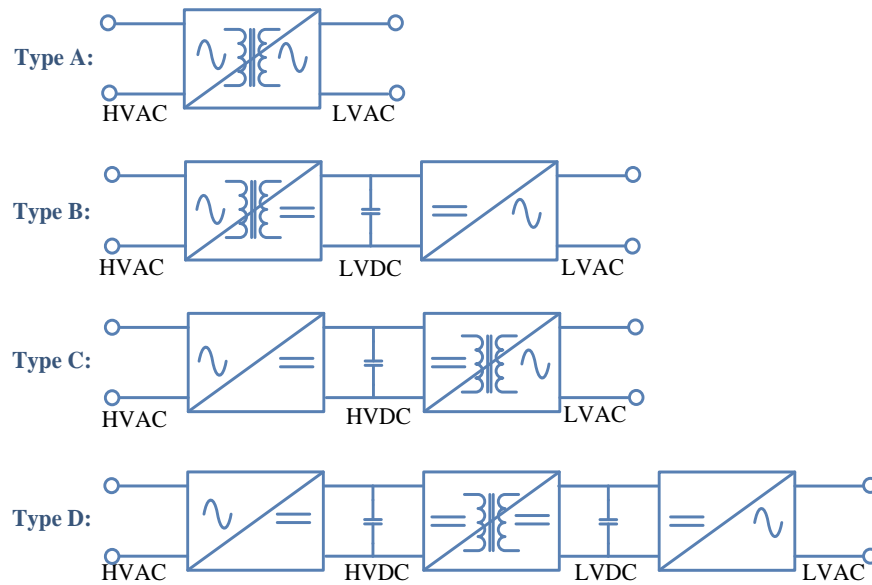 Type A:
HVAC LVAC
Type B:
HVAC LVDC LVAC
Type C:
HVAC HVDC LVAC
Type D:
HVAC HVDC LVDC LVAC